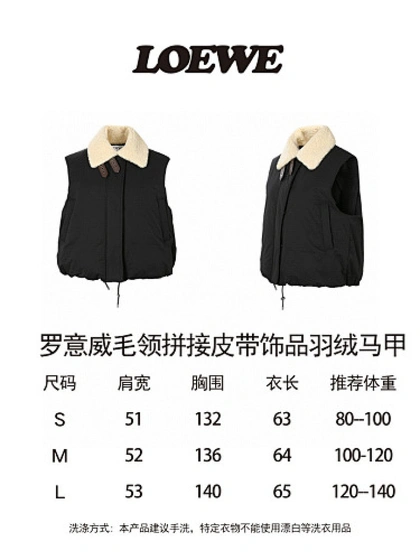 LOEWE
罗意威毛领拼接皮带饰品羽绒马甲
尺码 肩宽 胸围 衣长 推荐体重
S 51 132 63 80--100
M 52 136 64 100-120
L 53 140 65 120--140
洗涤方式：本产品建议手洗，特定衣物不能使用漂白等洗衣用品